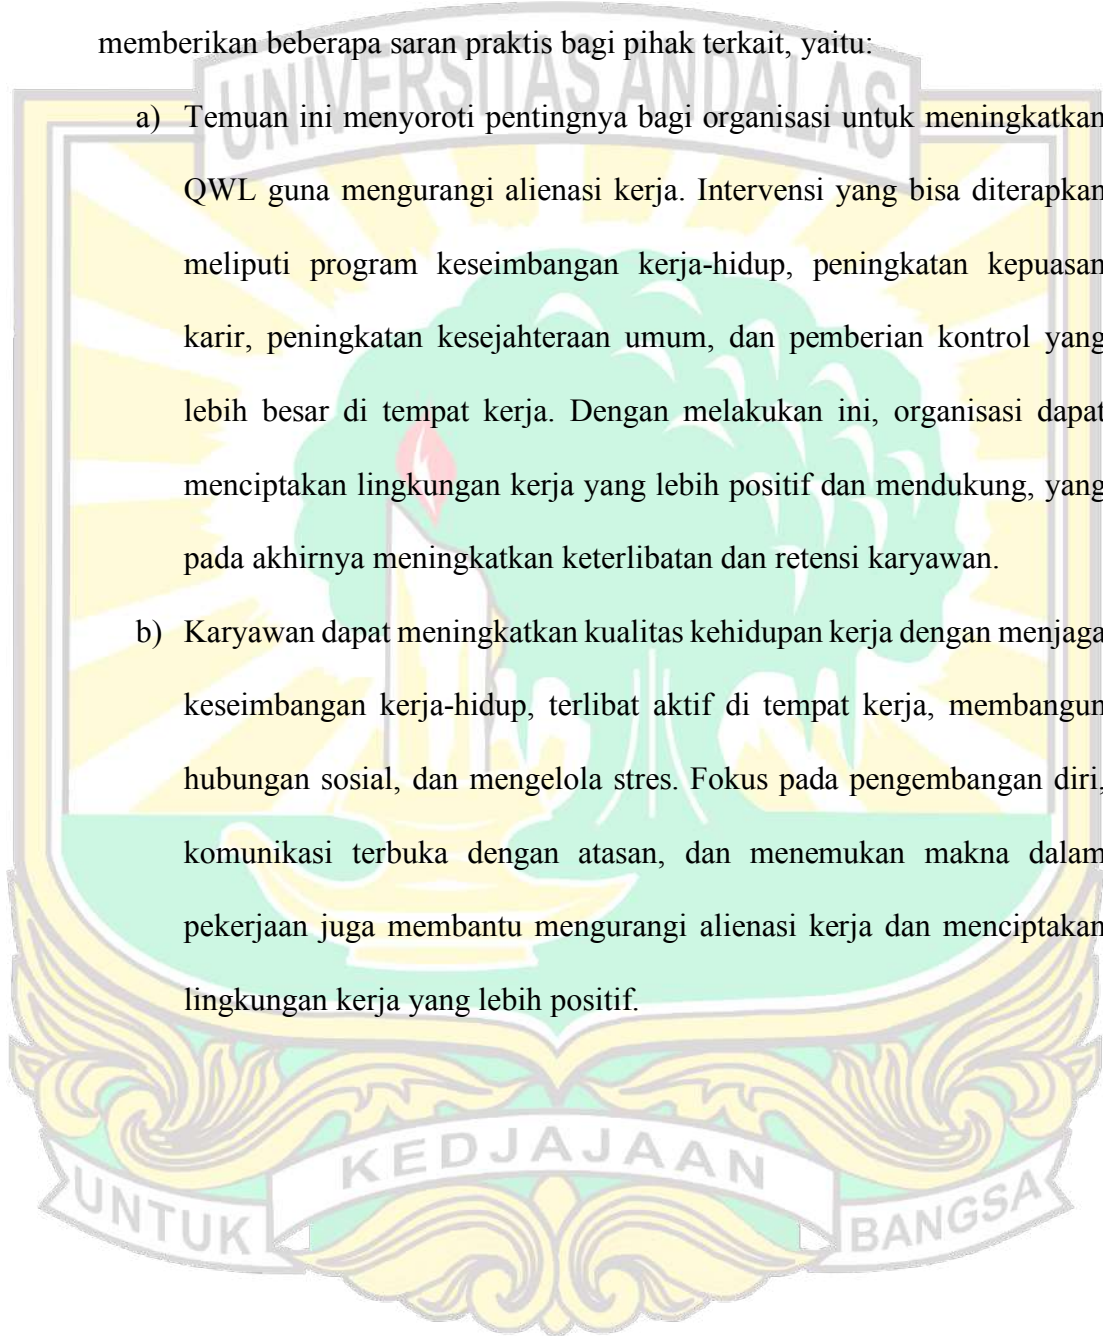 memberikan beberapa saran praktis bagi pihak terkait, yaitu:
UNIVERSITAS ANDALAS
a) Temuan ini menyoroti pentingnya bagi organisasi untuk meningkatkan
QWL guna mengurangi alienasi kerja. Intervensi yang bisa diterapkan
meliputi program keseimbangan kerja-hidup, peningkatan kepuasan
karir, peningkatan kesejahteraan umum, dan pemberian kontrol yang
lebih besar di tempat kerja. Dengan melakukan ini, organisasi dapat
menciptakan lingkungan kerja yang lebih positif dan mendukung, yang
pada akhirnya meningkatkan keterlibatan dan retensi karyawan.
b) Karyawan dapat meningkatkan kualitas kehidupan kerja dengan menjaga
keseimbangan kerja-hidup, terlibat aktif di tempat kerja, membangun
hubungan sosial, dan mengelola stres. Fokus pada pengembangan diri,
komunikasi terbuka dengan atasan, dan menemukan makna dalam
pekerjaan juga membantu mengurangi alienasi kerja dan menciptakan
lingkungan kerja yang lebih positif.
UNTUK KEDJAJAAN BANGSA